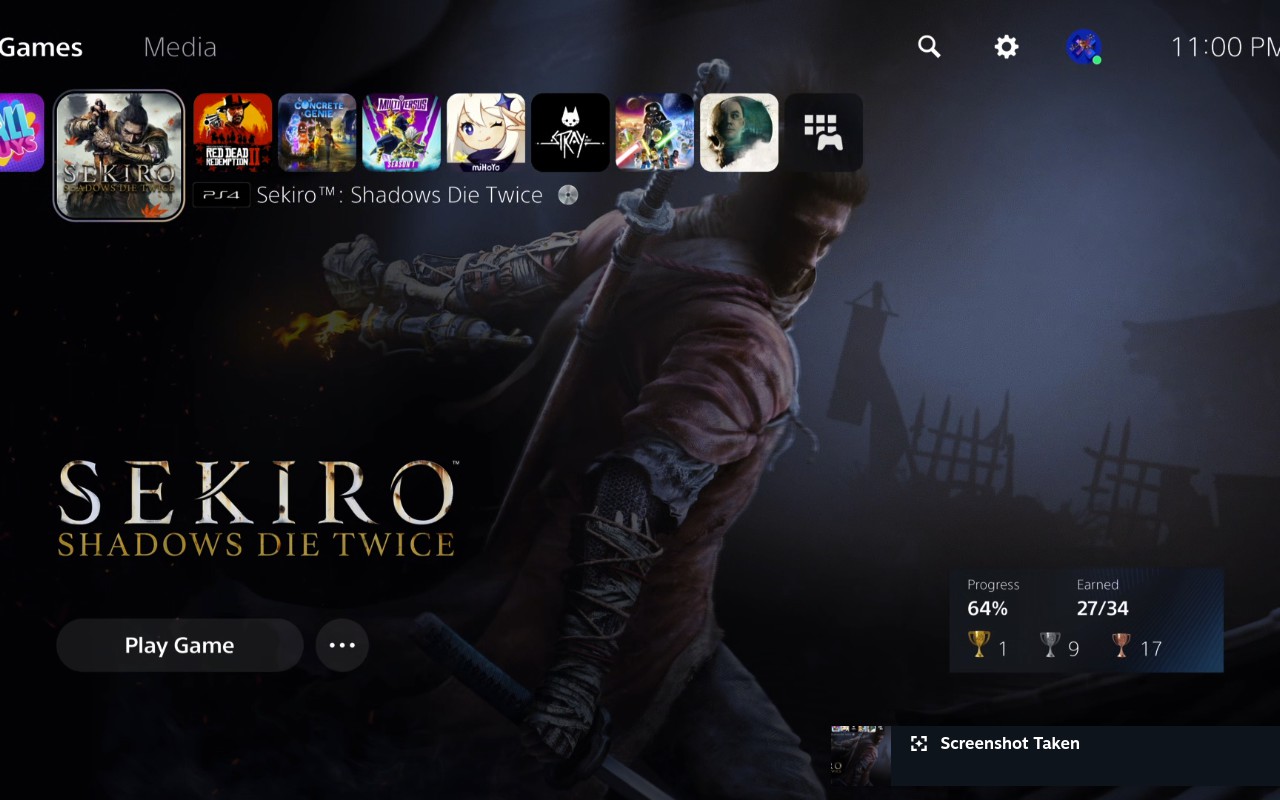 Games
Media
11:00 PM
SEKIRO
SHADOWS DIE TWICE
RED DEAD
REDEMPTION II
CONCRETE
GENIE
MULTIVERSUS
SEASON 1
miHoYo
STRAY
PS4
Sekiro™: Shadows Die Twice
SEKIRO™
SHADOWS DIE TWICE
Progress
Earned
64%
27/34
1
9
17
Play Game
Screenshot Taken